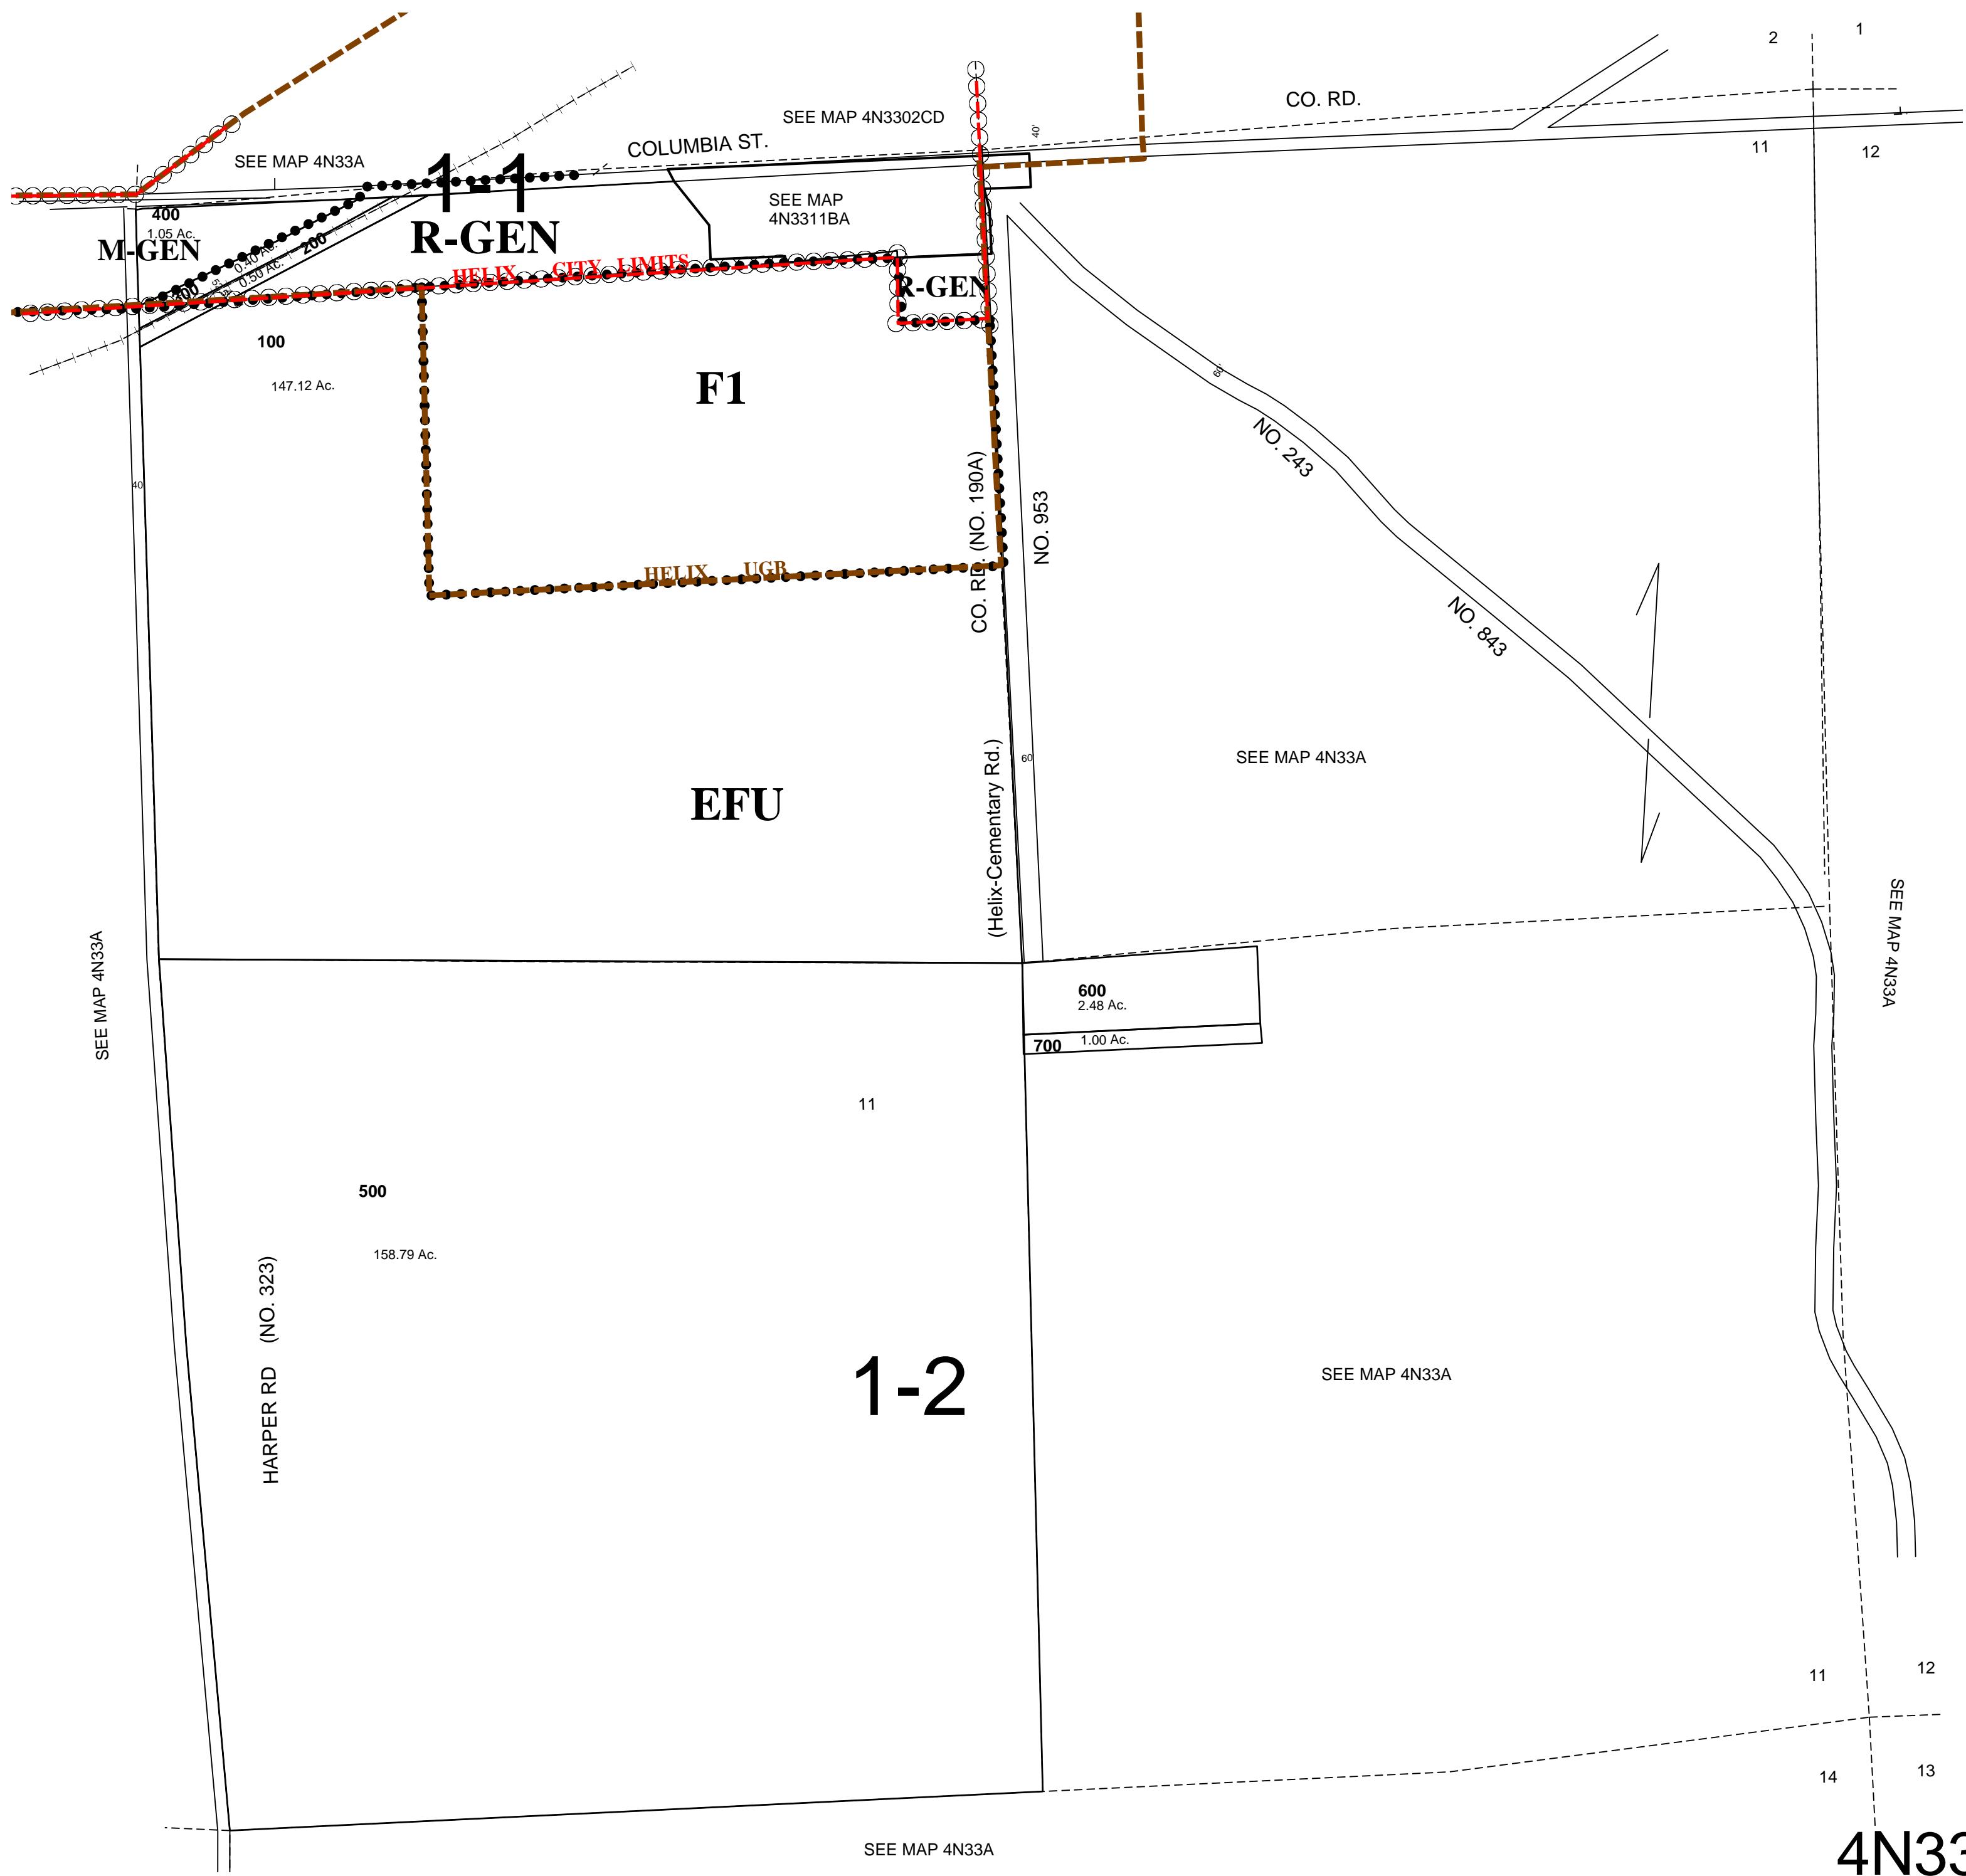 2
1
CO. RD.
SEE MAP 4N3302CD
40'
COLUMBIA ST.
SEE MAP 4N33A
1-1
11
12
SEE MAP
4N3311BA
400
1.05 Ac.
M-GEN
R-GEN
200
0.40 Ac.
0.50 Ac.
300
HELIX CITY LIMITS
R-GEN
100
147.12 Ac.
F1
60'
NO. 243
40
CO. RD. (NO. 190A)
NO. 953
HELIX UGB
NO. 843
(Helix-Cementary Rd.)
60
SEE MAP 4N33A
EFU
SEE MAP 4N33A
SEE MAP 4N33A
600
2.48 Ac.
700
1.00 Ac.
11
500
158.79 Ac.
HARPER RD (NO. 323)
1-2
SEE MAP 4N33A
11
12
14
13
SEE MAP 4N33A
4N33